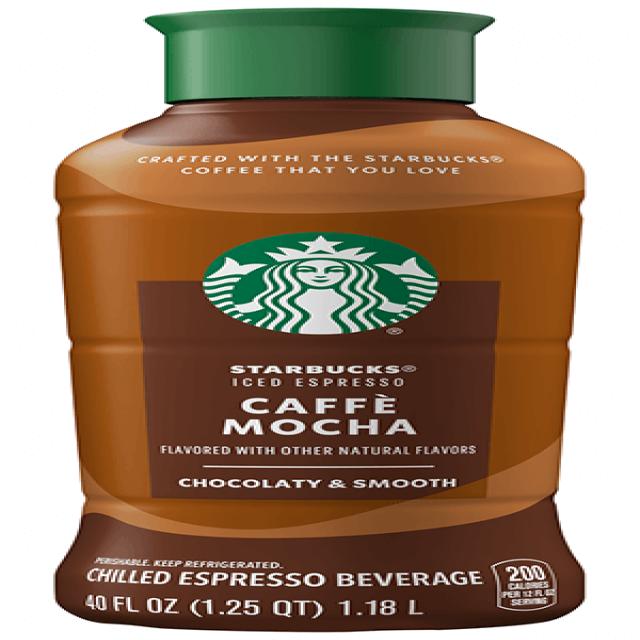 CRAFTED WITH THE STARBUCKS®
COFFEE THAT YOU LOVE
®
STARBUCKS®
ICED ESPRESSO
CAFFÈ
MOCHA
FLAVORED WITH OTHER NATURAL FLAVORS
CHOCOLATY & SMOOTH
PERISHABLE. KEEP REFRIGERATED.
CHILLED ESPRESSO BEVERAGE
40 FL OZ (1.25 QT) 1.18 L
200
CALORIES
PER 12 FL OZ
SERVING